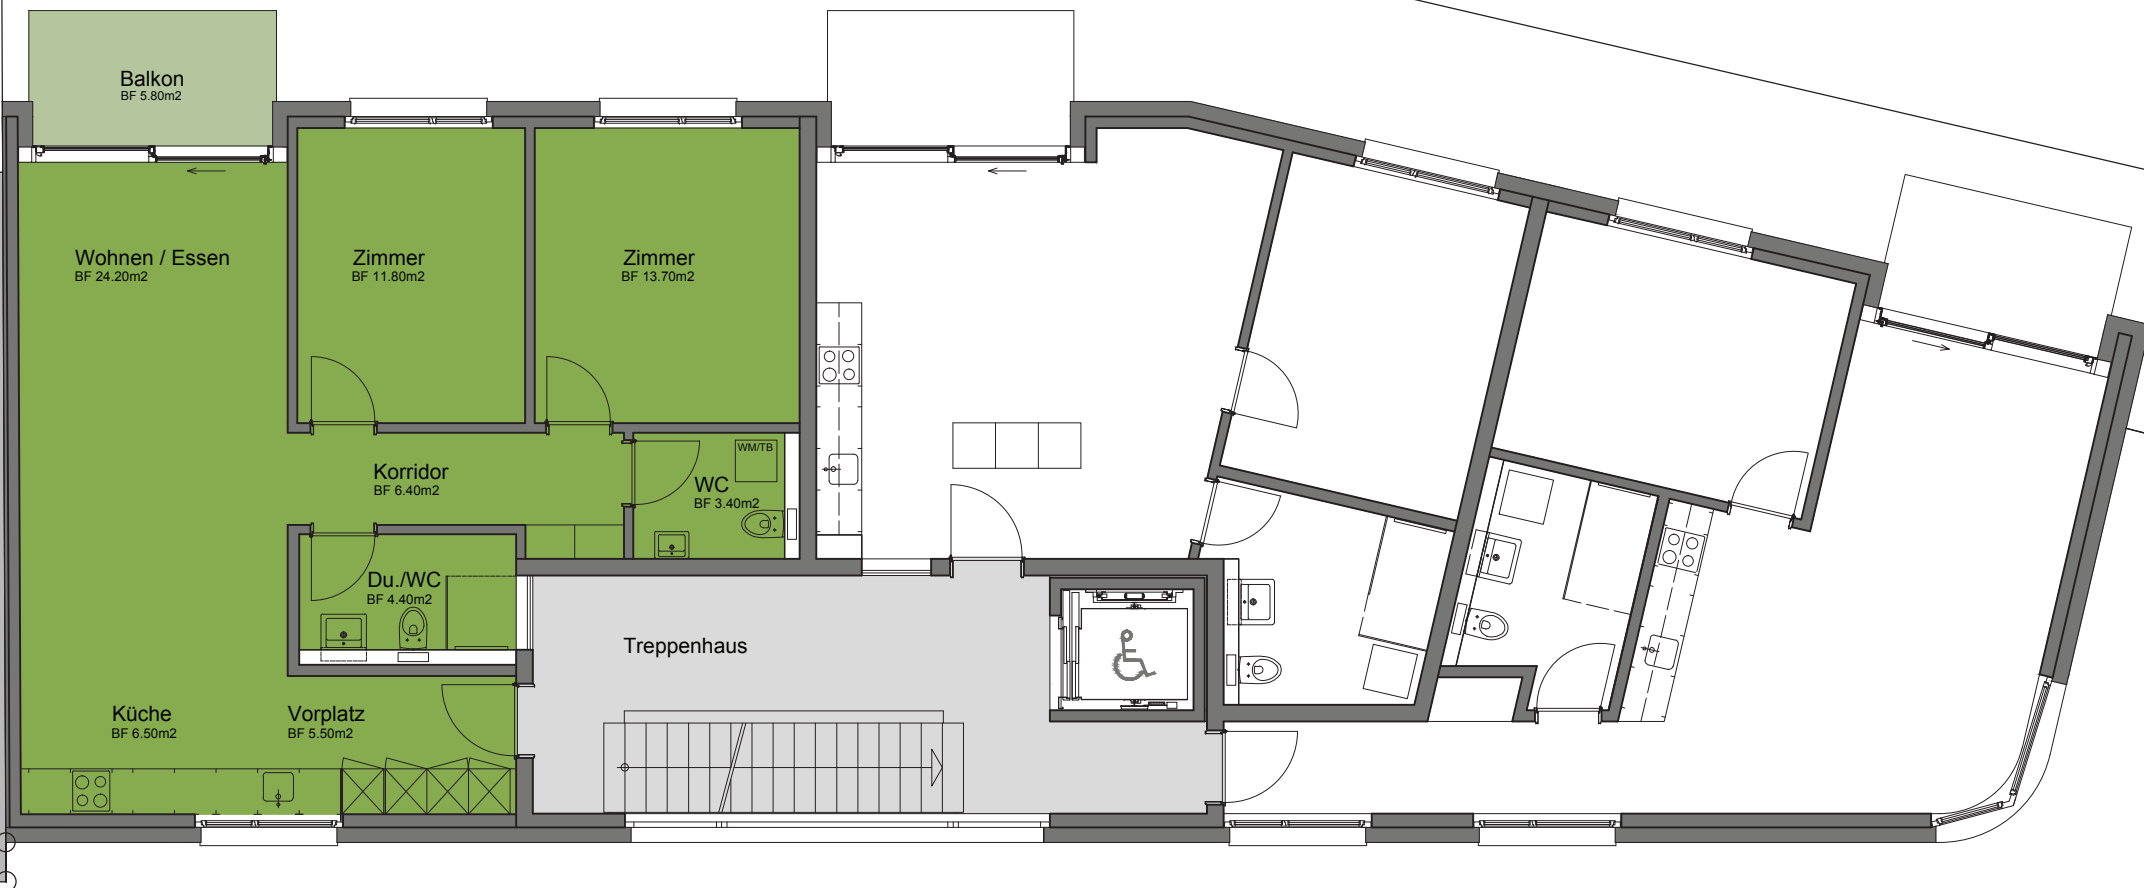 Balkon
BF 5.80m2
Wohnen / Essen
BF 24.20m2
Zimmer
BF 11.80m2
Zimmer
BF 13.70m2
Korridor
BF 6.40m2
WM/TB
WC
BF 3.40m2
Du./WC
BF 4.40m2
Treppenhaus
Küche
BF 6.50m2
Vorplatz
BF 5.50m2